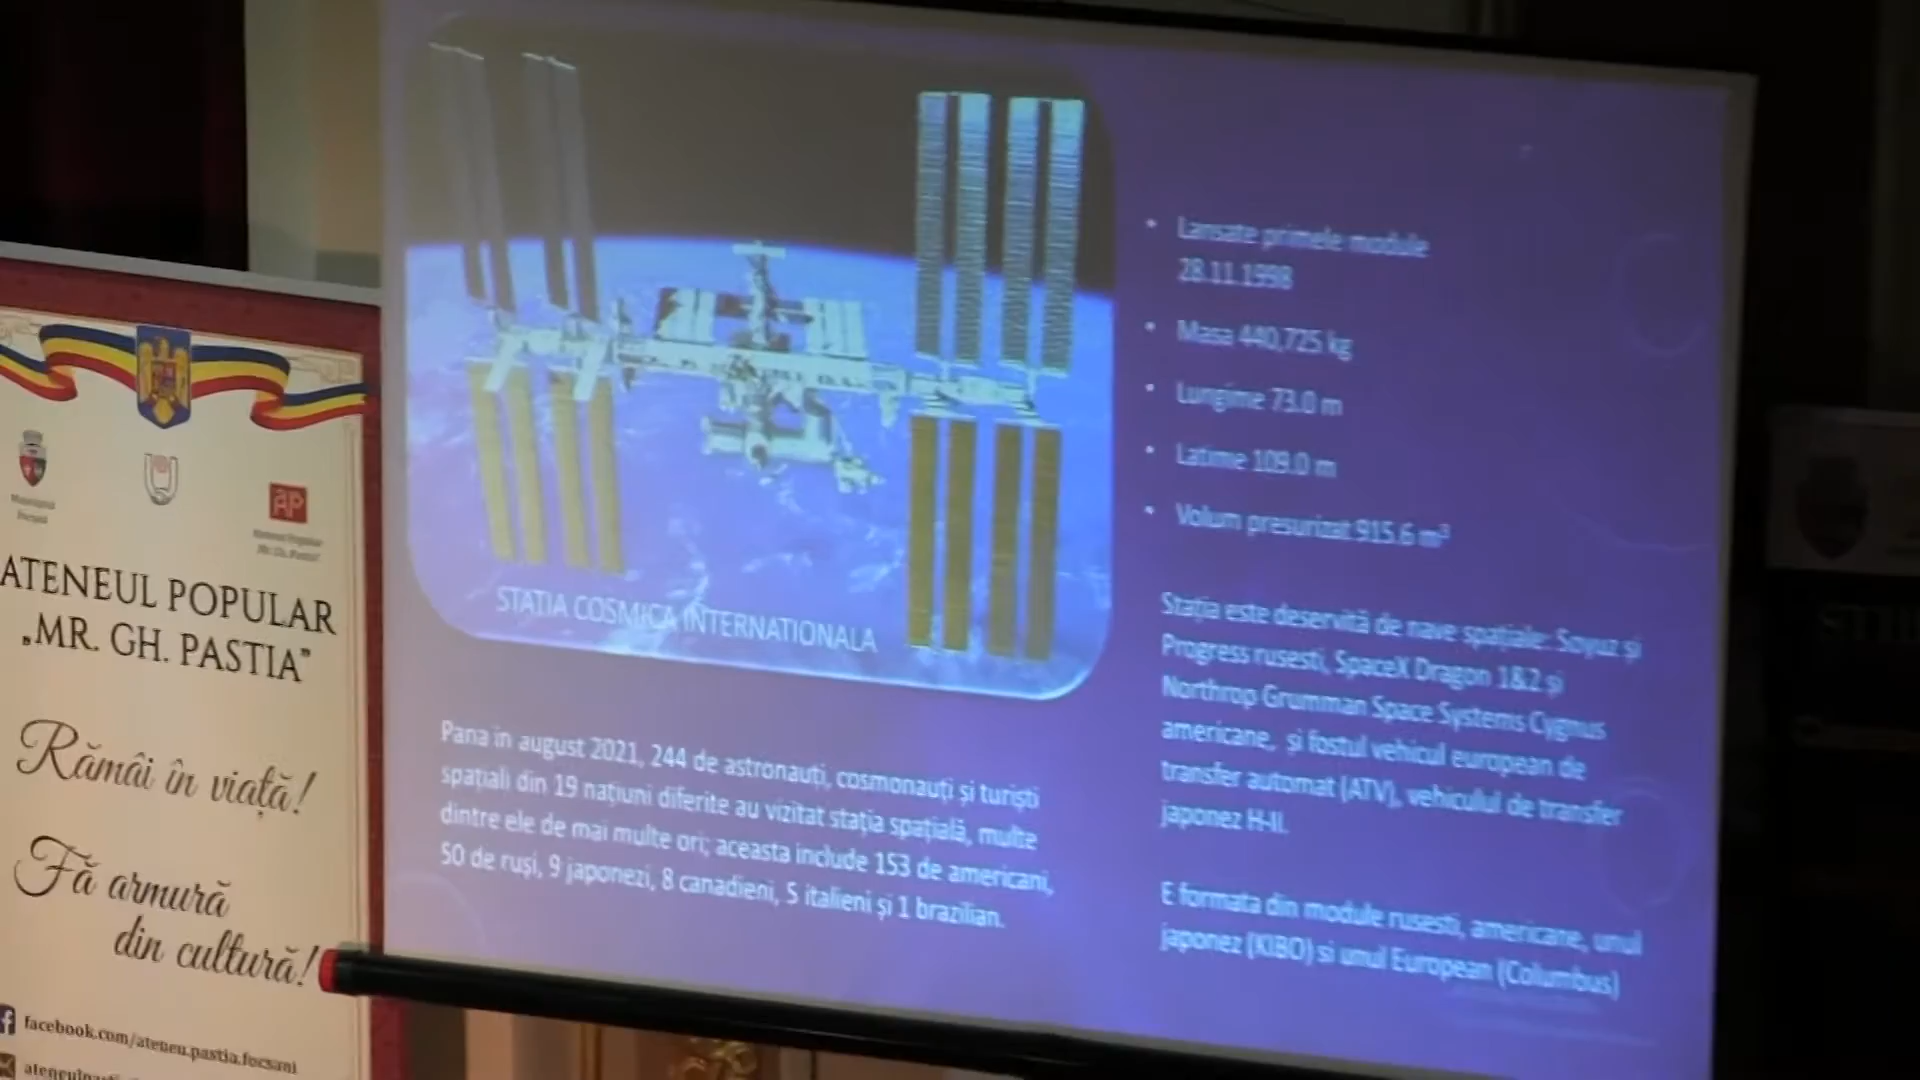 ATENEUL POPULAR
„MR. GH. PASTIA”
Rămâi în viață!
Fă armură
din cultură!
facebook.com/ateneu.pastia.focsani
STATIA COSMICA INTERNATIONALA
Pana in august 2021, 244 de astronauți, cosmonauți și turiști
spațiali din 19 națiuni diferite au vizitat stația spațială, multe
dintre ele de mai multe ori; aceasta include 153 de americani,
50 de ruși, 9 japonezi, 8 canadieni, 5 italieni și 1 brazilian.
• Lansate primele module
28.11.1998
• Masa 440,725 kg
• Lungime 73.0 m
• Latime 109.0 m
• Volum presurizat 915.6 m³
Stația este deservită de nave spațiale: Soyuz și
Progress rusesti, SpaceX Dragon 1&2 și
Northrop Grumman Space Systems Cygnus
americane, și fostul vehicul european de
transfer automat (ATV), vehiculul de transfer
japonez H-II.
E formata din module rusesti, americane, unul
japonez (KIBO) si unul European (Columbus)